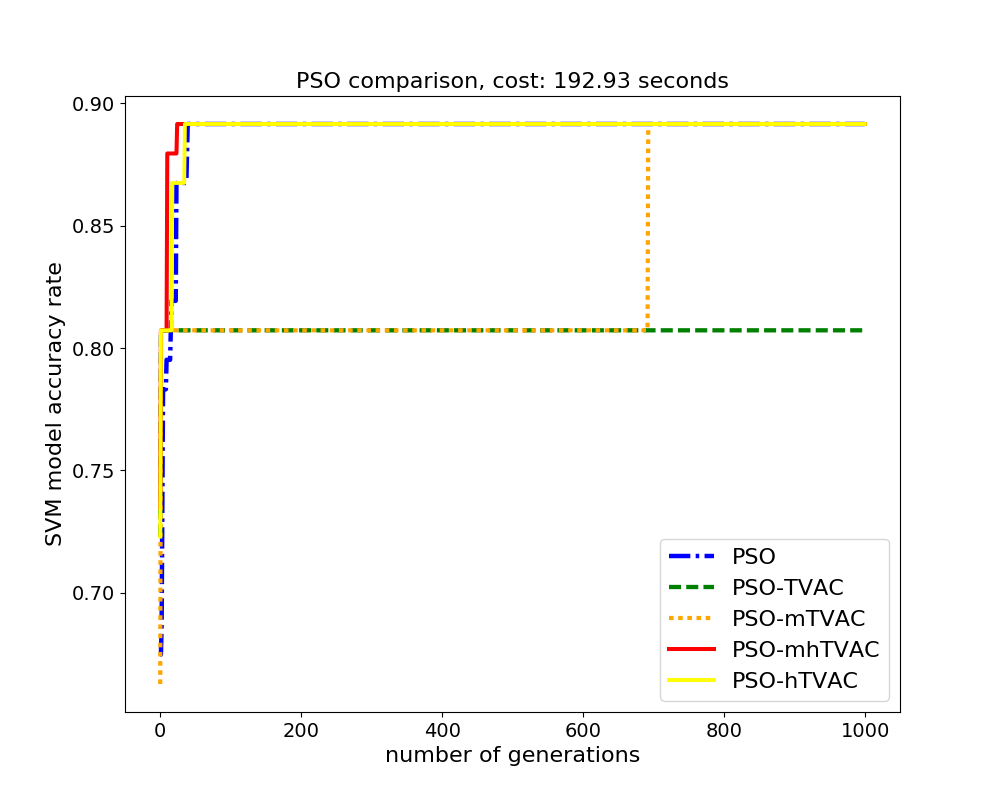 PSO comparison, cost: 192.93 seconds
SVM model accuracy rate
0.90
0.85
0.80
0.75
0.70
0 200 400 600 800 1000
number of generations
PSO
PSO-TVAC
PSO-mTVAC
PSO-mhTVAC
PSO-hTVAC